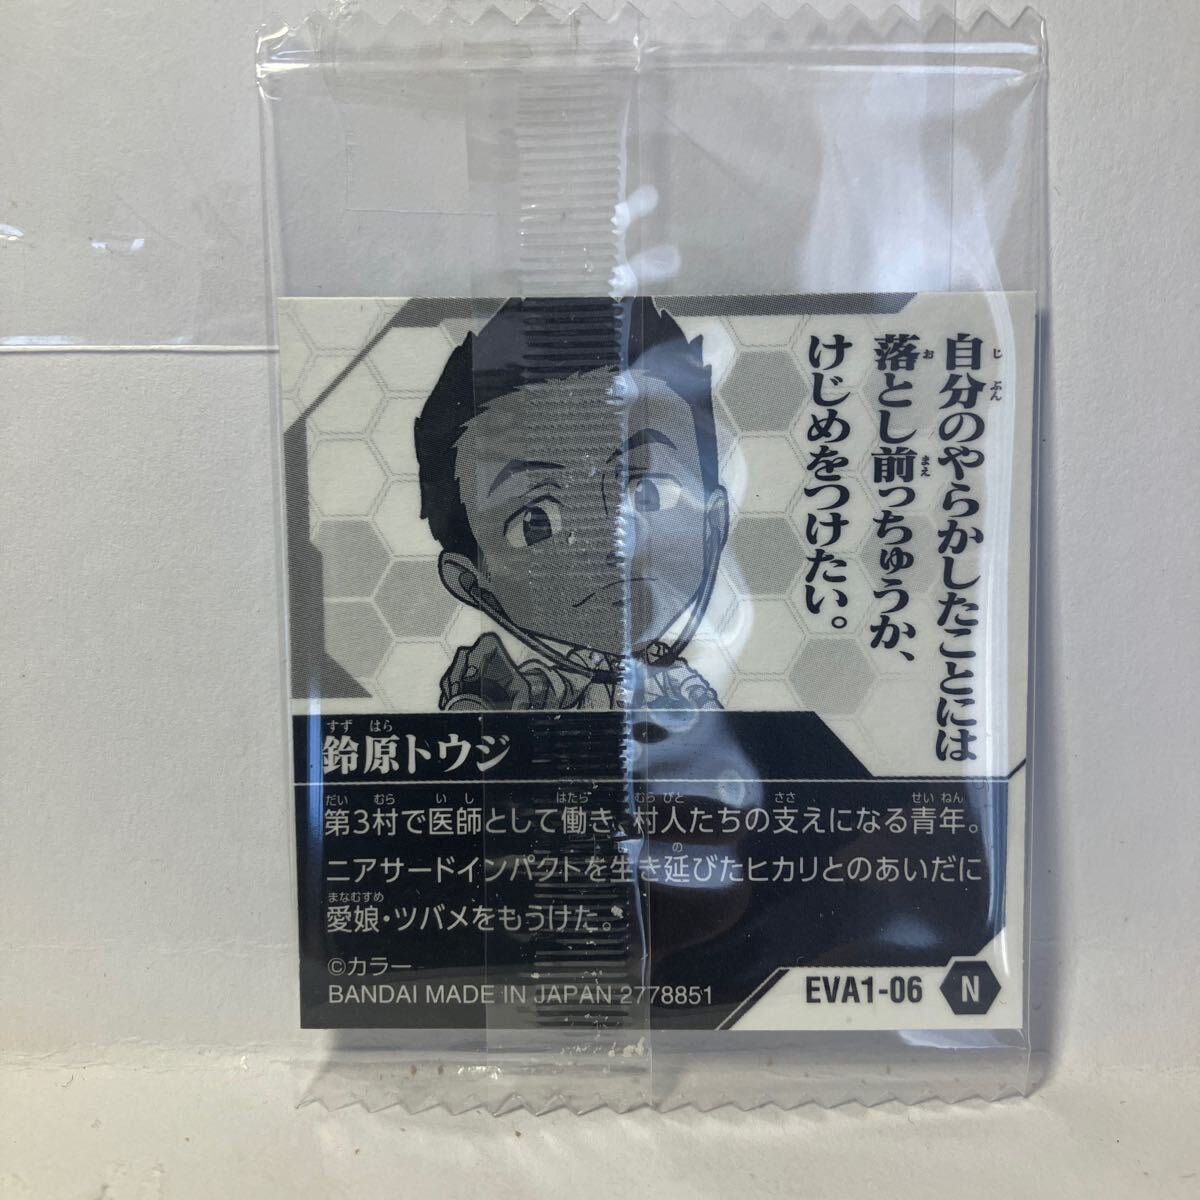 自分のやらかしたことには
落とし前っちゅうか、
けじめをつけたい。
鈴原トウジ
第3村で医師として働き、村人たちの支えになる青年。
ニアサードインパクトを生き延びたヒカリとのあいだに
愛娘・ツバメをもうけた。
©カラー
BANDAI MADE IN JAPAN 2778851
EVA1-06 N